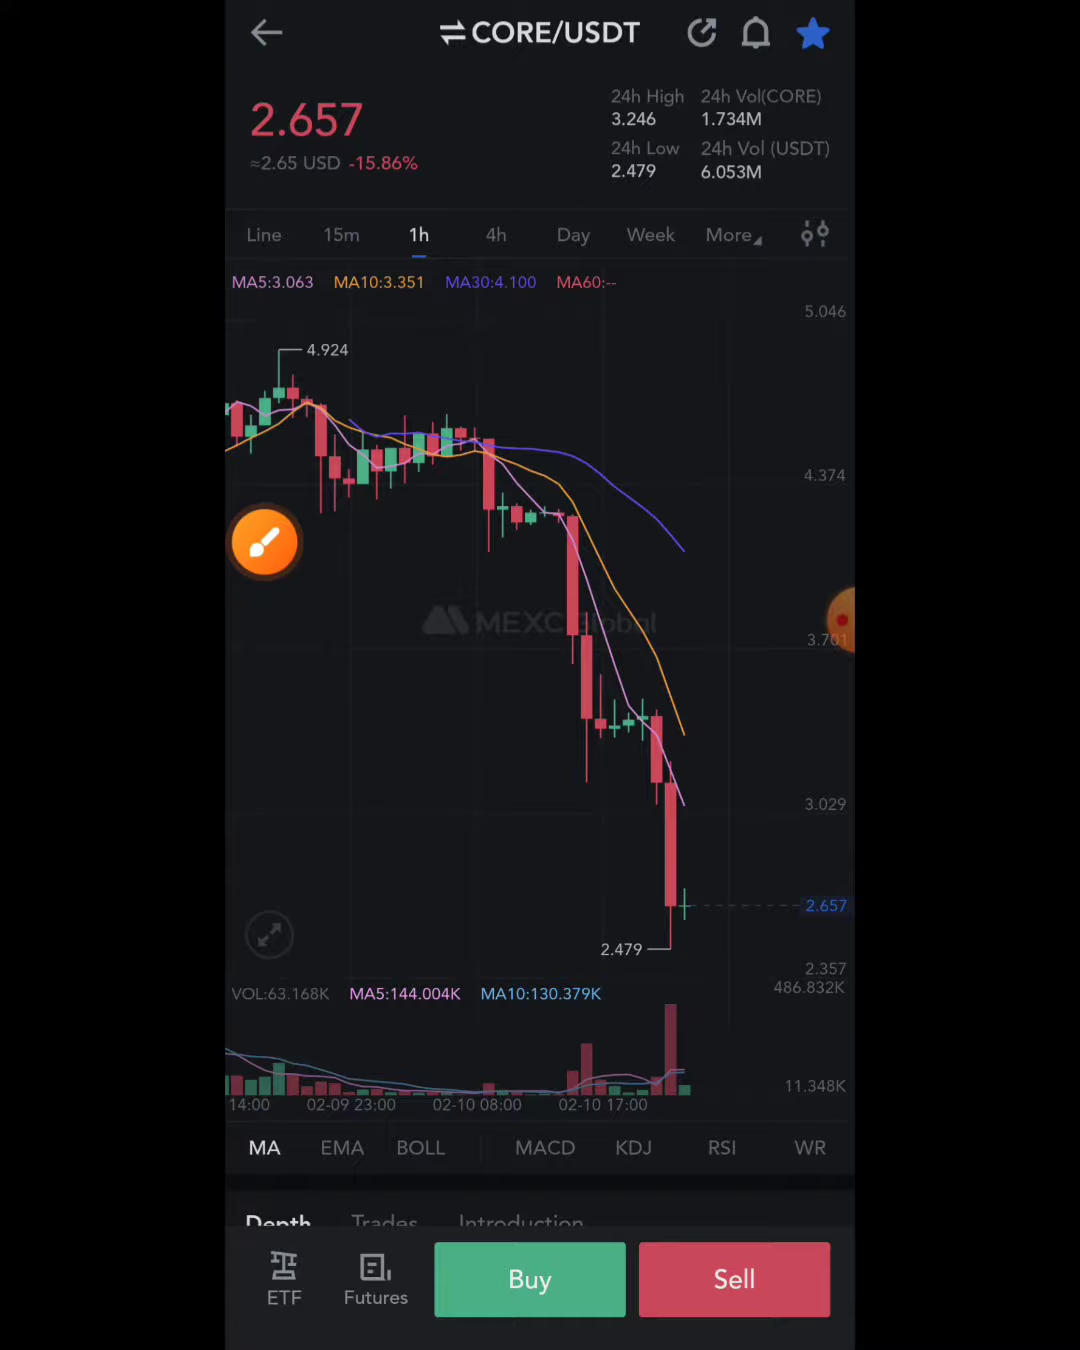 CORE/USDT
2.657
≈2.65 USD -15.86%
24h High 24h Vol(CORE)
3.246 1.734M
24h Low 24h Vol (USDT)
2.479 6.053M
Line 15m 1h 4h Day Week More
MA5:3.063 MA10:3.351 MA30:4.100 MA60:--
5.046
4.924
4.374
MEXC Global
3.701
3.029
2.657
2.479
2.357
VOL:63.168K MA5:144.004K MA10:130.379K 486.832K
11.348K
14:00 02-09 23:00 02-10 08:00 02-10 17:00
MA EMA BOLL MACD KDJ RSI WR
Depth Trades Introduction
ETF Futures Buy Sell